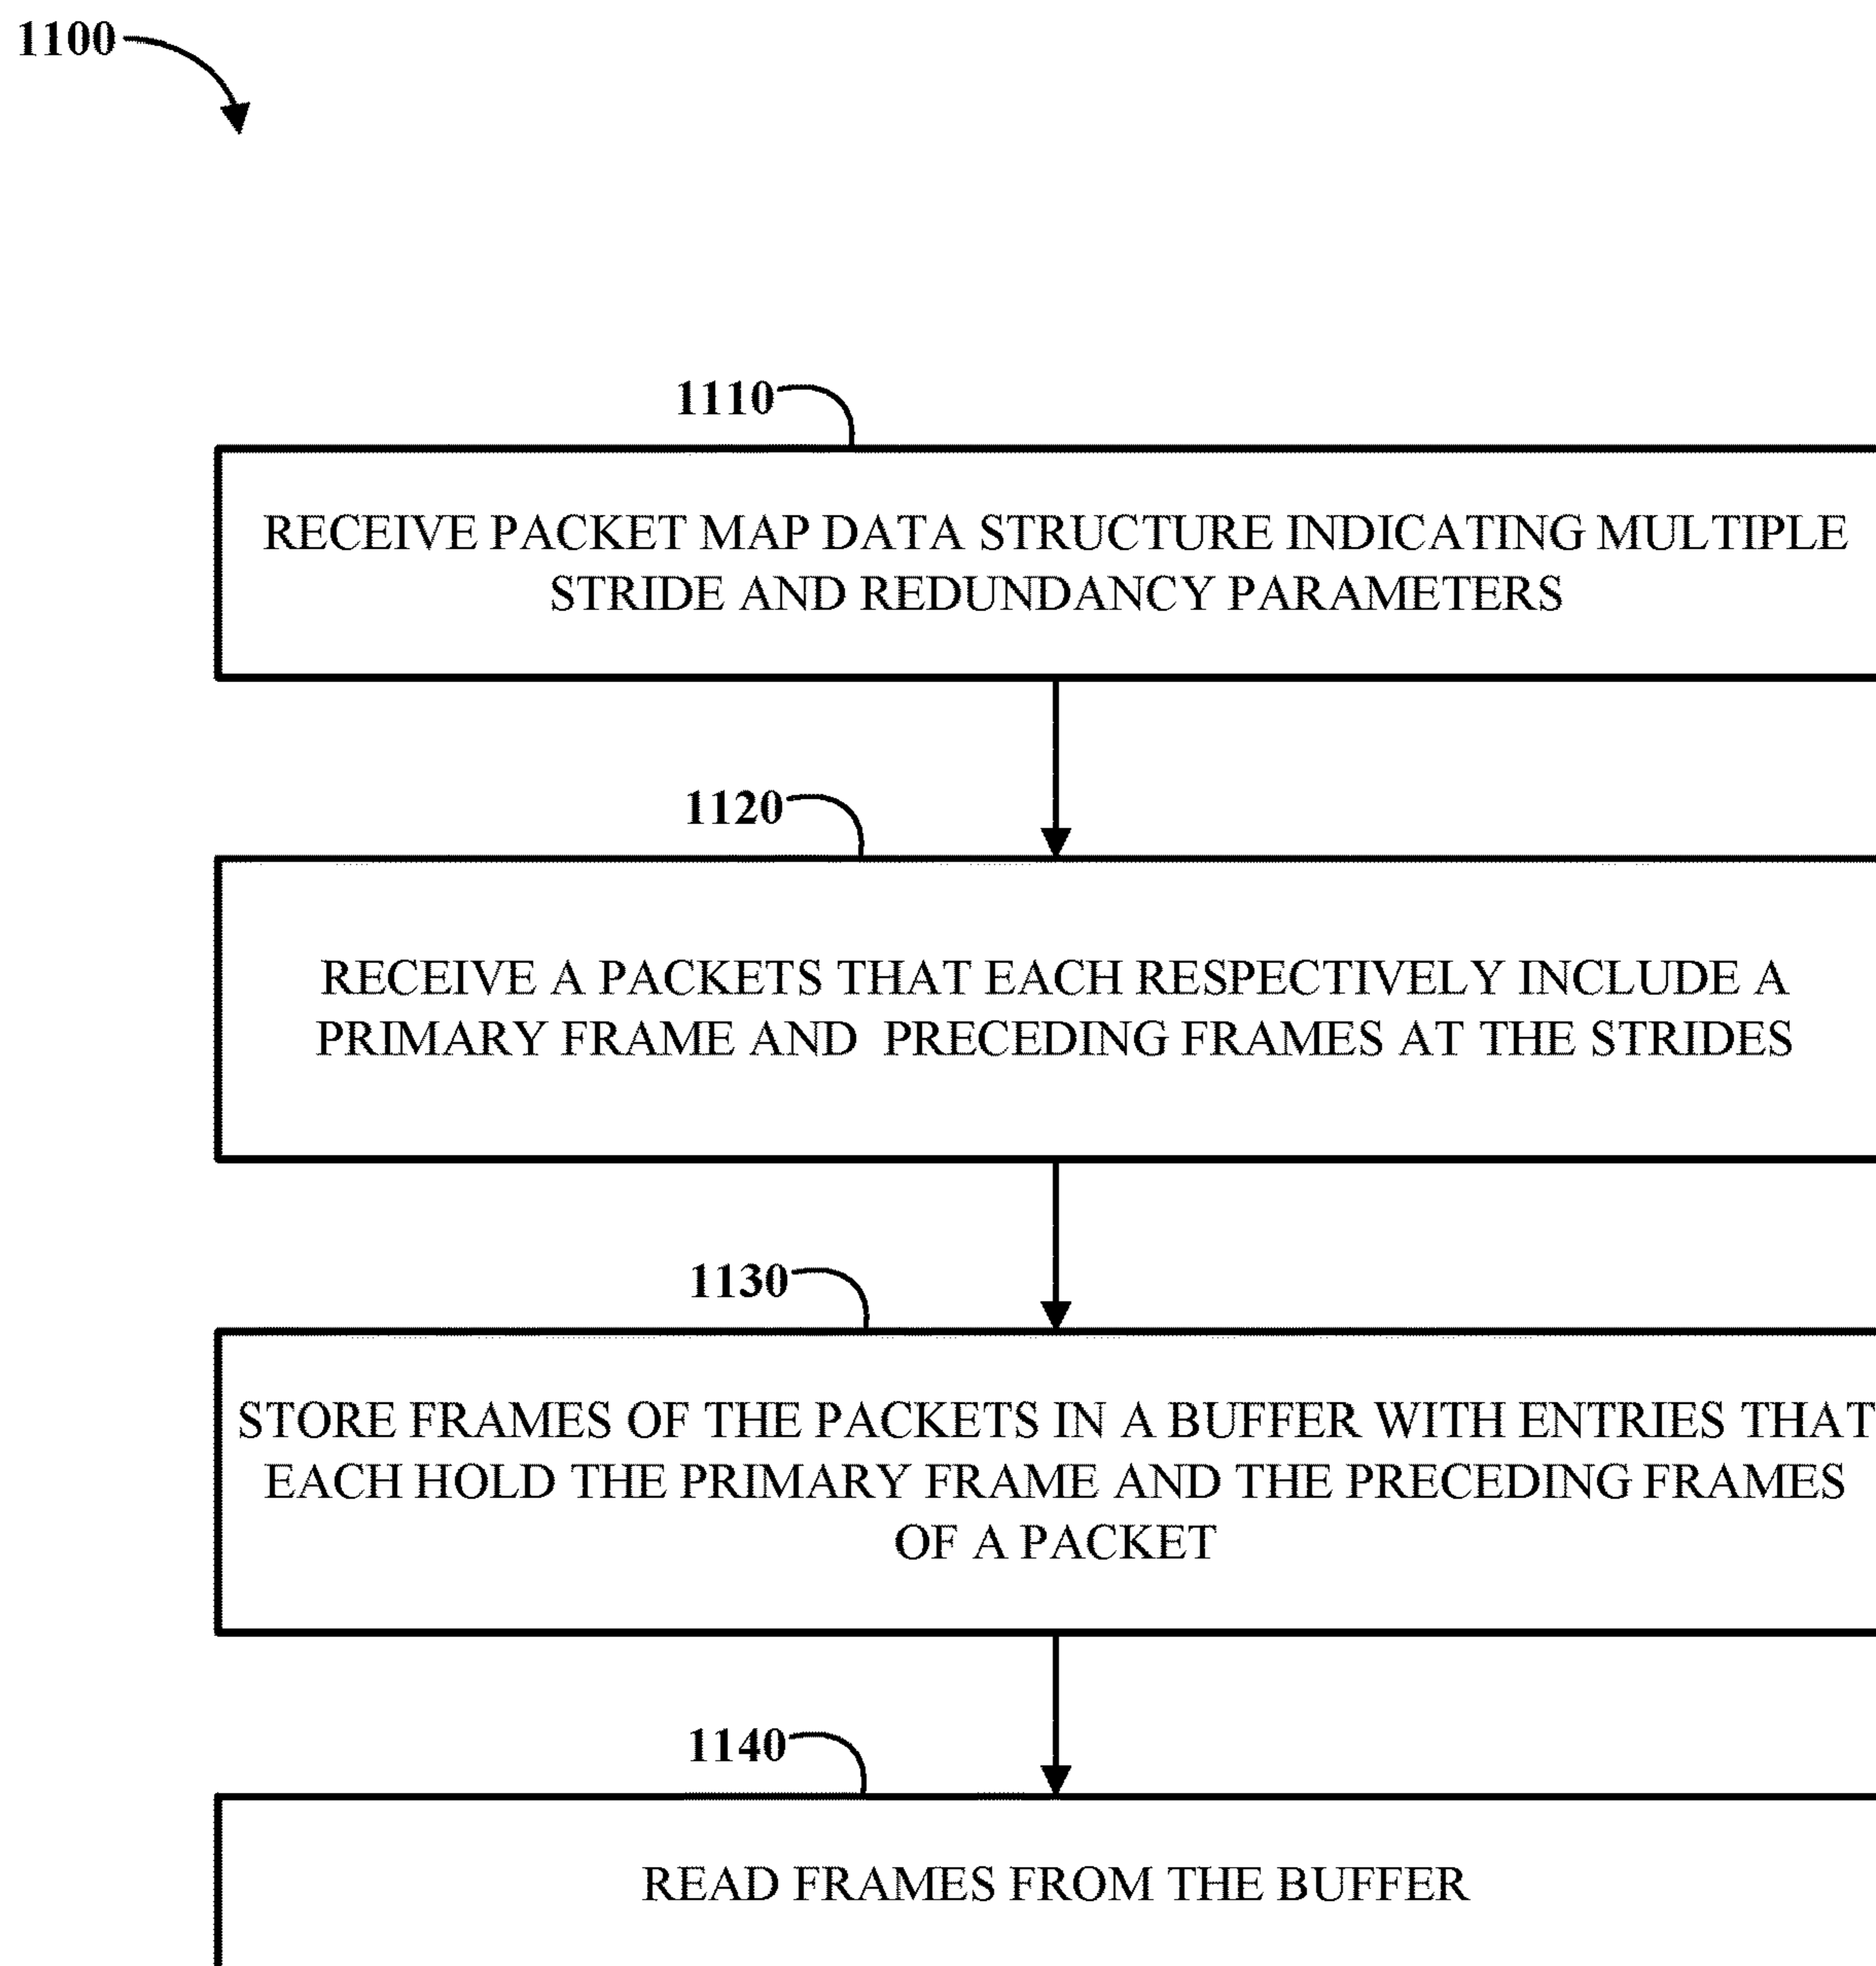 1100
1110
RECEIVE PACKET MAP DATA STRUCTURE INDICATING MULTIPLE
STRIDE AND REDUNDANCY PARAMETERS
1120
RECEIVE A PACKETS THAT EACH RESPECTIVELY INCLUDE A
PRIMARY FRAME AND PRECEDING FRAMES AT THE STRIDES
1130
STORE FRAMES OF THE PACKETS IN A BUFFER WITH ENTRIES THAT
EACH HOLD THE PRIMARY FRAME AND THE PRECEDING FRAMES
OF A PACKET
1140
READ FRAMES FROM THE BUFFER